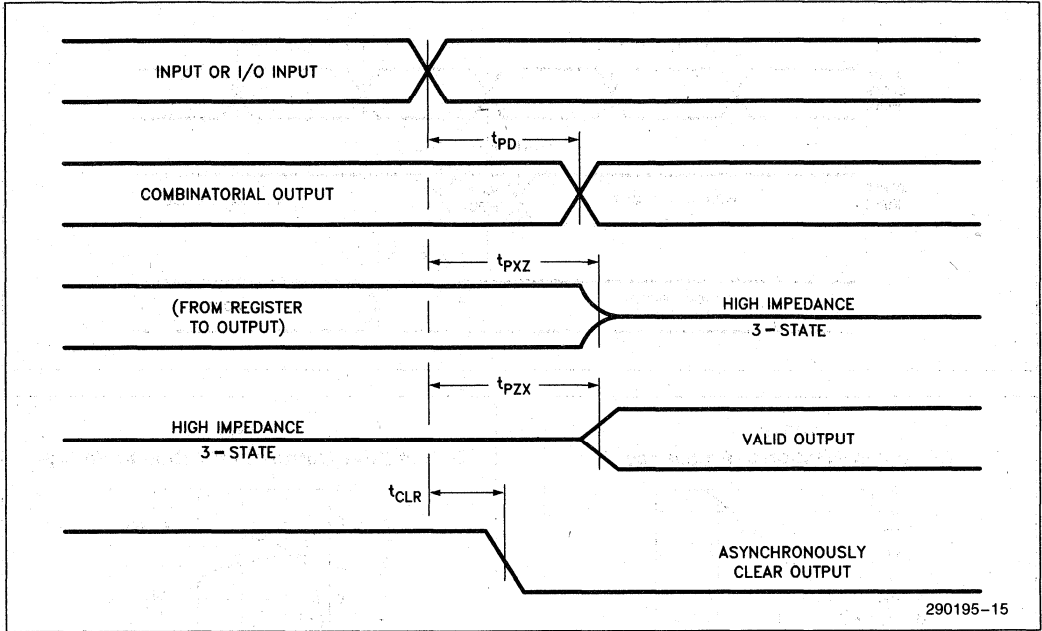 INPUT OR I/O INPUT
tPD
COMBINATORIAL OUTPUT
tPXZ
(FROM REGISTER
TO OUTPUT)
HIGH IMPEDANCE
3-STATE
tPZX
HIGH IMPEDANCE
3-STATE
VALID OUTPUT
tCLR
ASYNCHRONOUSLY
CLEAR OUTPUT
290195-15